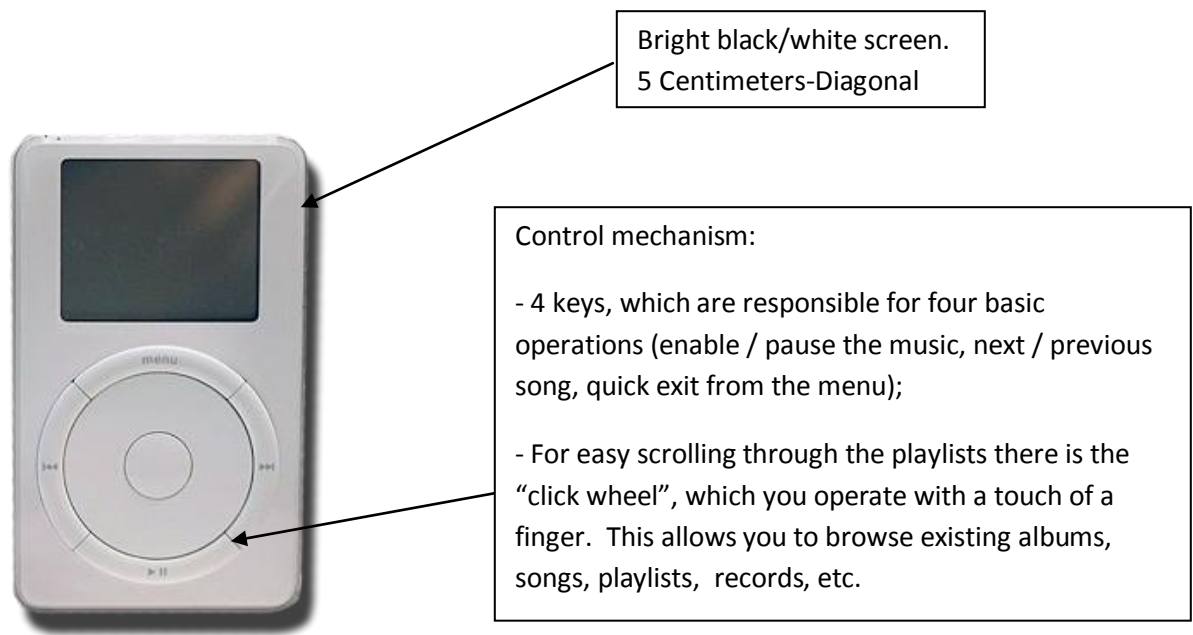 Bright black/white screen.
5 Centimeters-Diagonal
Control mechanism:
- 4 keys, which are responsible for four basic
operations (enable / pause the music, next / previous
song, quick exit from the menu);
- For easy scrolling through the playlists there is the
“click wheel”, which you operate with a touch of a
finger.  This allows you to browse existing albums,
songs, playlists,  records, etc.
menu